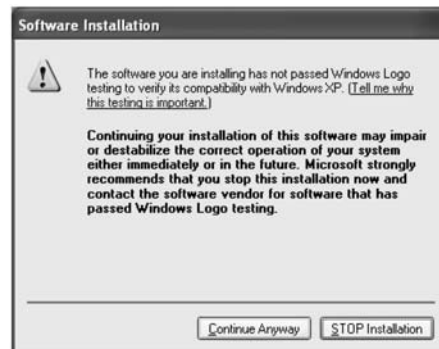 Software Installation
The software you are installing has not passed Windows Logo
testing to verify its compatibility with Windows XP. (Tell me why
this testing is important.)
Continuing your installation of this software may impair
or destabilize the correct operation of your system
either immediately or in the future. Microsoft strongly
recommends that you stop this installation now and
contact the software vendor for software that has
passed Windows Logo testing.
Continue Anyway
STOP Installation